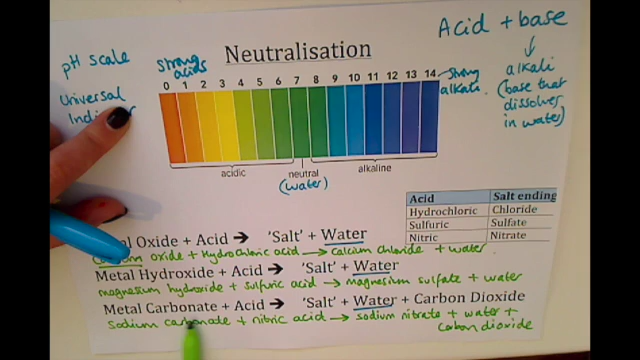 Neutralisation
Acid + base
pH scale
strong
acids
Universal
alkali
(base that
dissolves
in water)
0 1 2 3 4 5 6 7 8 9 10 11 12 13 14
strong
alkali
acidic
neutral
alkaline
(water)
Acid Salt ending
Hydrochloric Chloride
Sulfuric Sulfate
Nitric Nitrate
Oxide + Acid → 'Salt' + Water
oxide + hydrochloric acid → calcium chloride + water
Metal Hydroxide + Acid → 'Salt' + Water
magnesium hydroxide + sulfuric acid → magnesium sulfate + water
Metal Carbonate + Acid → 'Salt' + Water + Carbon Dioxide
sodium carbonate + nitric acid → sodium nitrate + water +
carbon dioxide